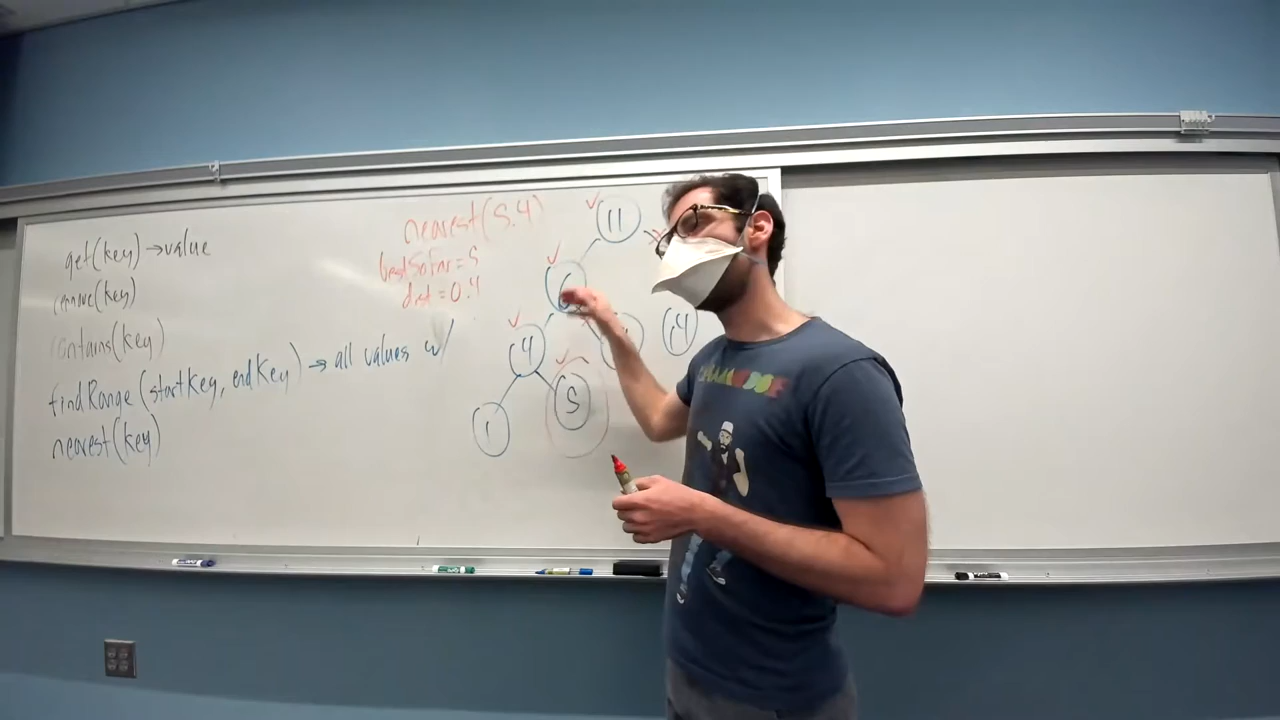 get(key) → value
remove(key)
contains(key)
findRange(startKey, endKey) → all values w/
nearest(key)
nearest(5.4)
bestSoFar = 5
dist = 0.4
11
6
4
14
1
5